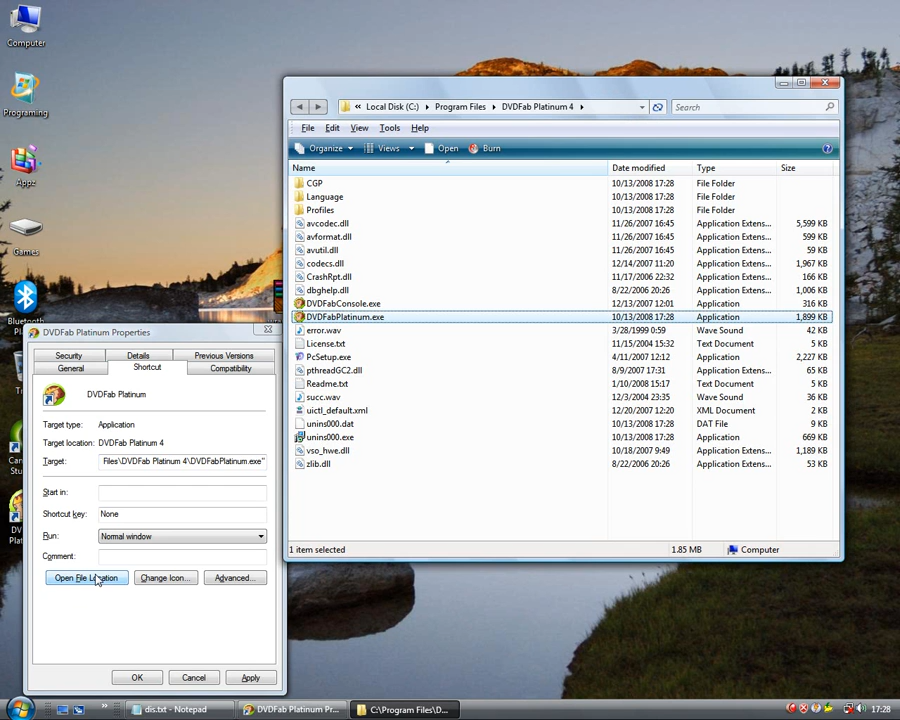 Computer
Programing
Appz
Games
Bluetooth
« Local Disk (C:) ▸ Program Files ▸ DVDFab Platinum 4 ▸
Search
File Edit View Tools Help
Organize Views Open Burn
Name Date modified Type Size
CGP 10/13/2008 17:28 File Folder
Language 10/13/2008 17:28 File Folder
Profiles 10/13/2008 17:28 File Folder
avcodec.dll 11/26/2007 16:45 Application Extens... 5,599 KB
avformat.dll 11/26/2007 16:45 Application Extens... 599 KB
avutil.dll 11/26/2007 16:45 Application Extens... 59 KB
codecs.dll 12/14/2007 11:20 Application Extens... 1,967 KB
CrashRpt.dll 11/17/2006 22:32 Application Extens... 166 KB
dbghelp.dll 8/22/2006 20:26 Application Extens... 1,006 KB
DVDFabConsole.exe 12/13/2007 12:01 Application 316 KB
DVDFabPlatinum.exe 10/13/2008 17:28 Application 1,899 KB
error.wav 3/28/1999 0:59 Wave Sound 42 KB
License.txt 11/15/2004 15:32 Text Document 5 KB
PcSetup.exe 4/11/2007 12:12 Application 2,227 KB
pthreadGC2.dll 8/9/2007 17:31 Application Extens... 65 KB
Readme.txt 1/10/2008 15:17 Text Document 5 KB
succ.wav 12/3/2004 23:35 Wave Sound 36 KB
uictl_default.xml 12/20/2007 12:20 XML Document 2 KB
unins000.dat 10/13/2008 17:28 DAT File 9 KB
unins000.exe 10/13/2008 17:28 Application 669 KB
vso_hwe.dll 10/18/2007 9:49 Application Extens... 1,189 KB
zlib.dll 8/22/2006 20:26 Application Extens... 53 KB
1 item selected 1.85 MB Computer
DVDFab Platinum Properties
Security Details Previous Versions
General Shortcut Compatibility
DVDFab Platinum
Target type: Application
Target location: DVDFab Platinum 4
Target: Files\DVDFab Platinum 4\DVDFabPlatinum.exe"
Start in:
Shortcut key: None
Run: Normal window
Comment:
Open File Location Change Icon... Advanced...
OK Cancel Apply
dis.txt - Notepad DVDFab Platinum Pr... C:\Program Files\D... 17:28